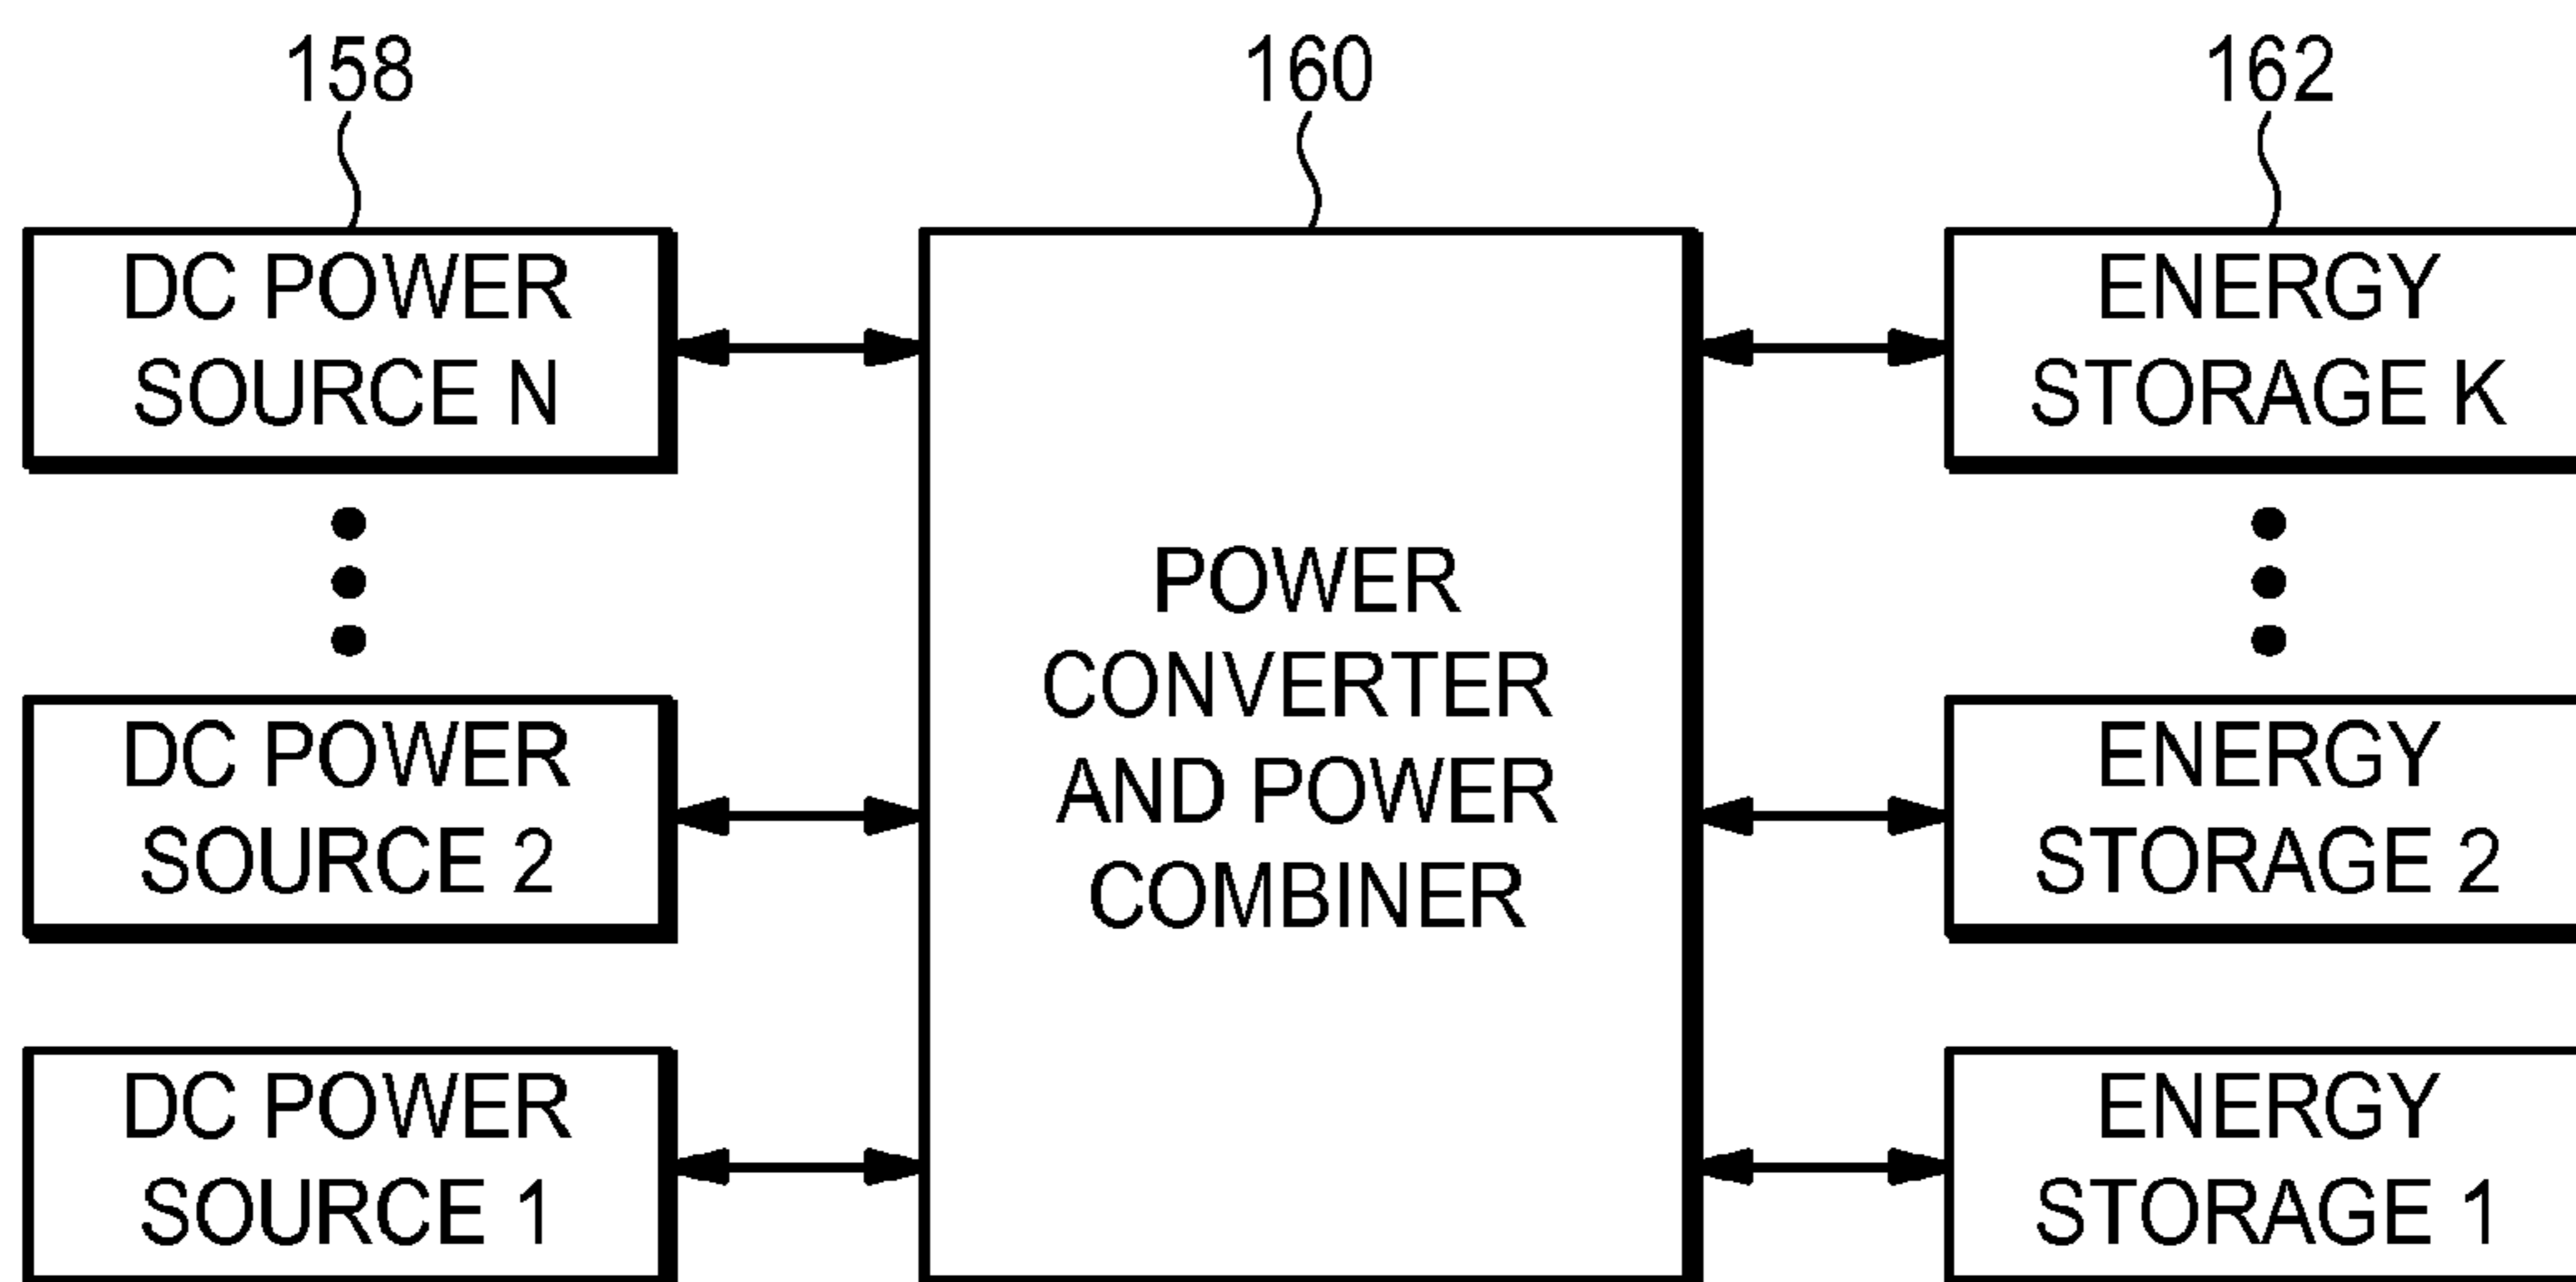 158
160
162
DC POWER
SOURCE N
ENERGY
STORAGE K
POWER
CONVERTER
AND POWER
COMBINER
DC POWER
SOURCE 2
ENERGY
STORAGE 2
DC POWER
SOURCE 1
ENERGY
STORAGE 1